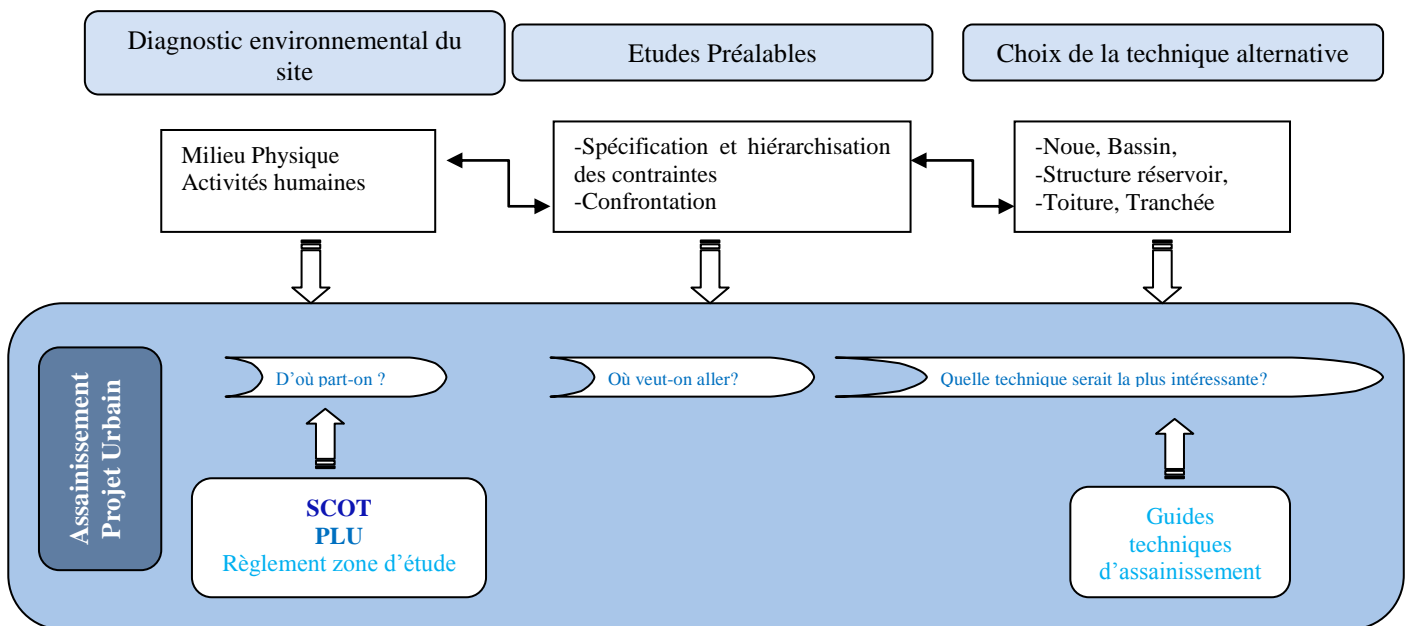 Diagnostic environnemental du
site
Etudes Préalables
Choix de la technique alternative
Milieu Physique
Activités humaines
-Spécification et hiérarchisation
des contraintes
-Confrontation
-Noue, Bassin,
-Structure réservoir,
-Toiture, Tranchée
Assainissement
Projet Urbain
D'où part-on ?
Où veut-on aller?
Quelle technique serait la plus intéressante?
SCOT
PLU
Règlement zone d'étude
Guides
techniques
d'assainissement